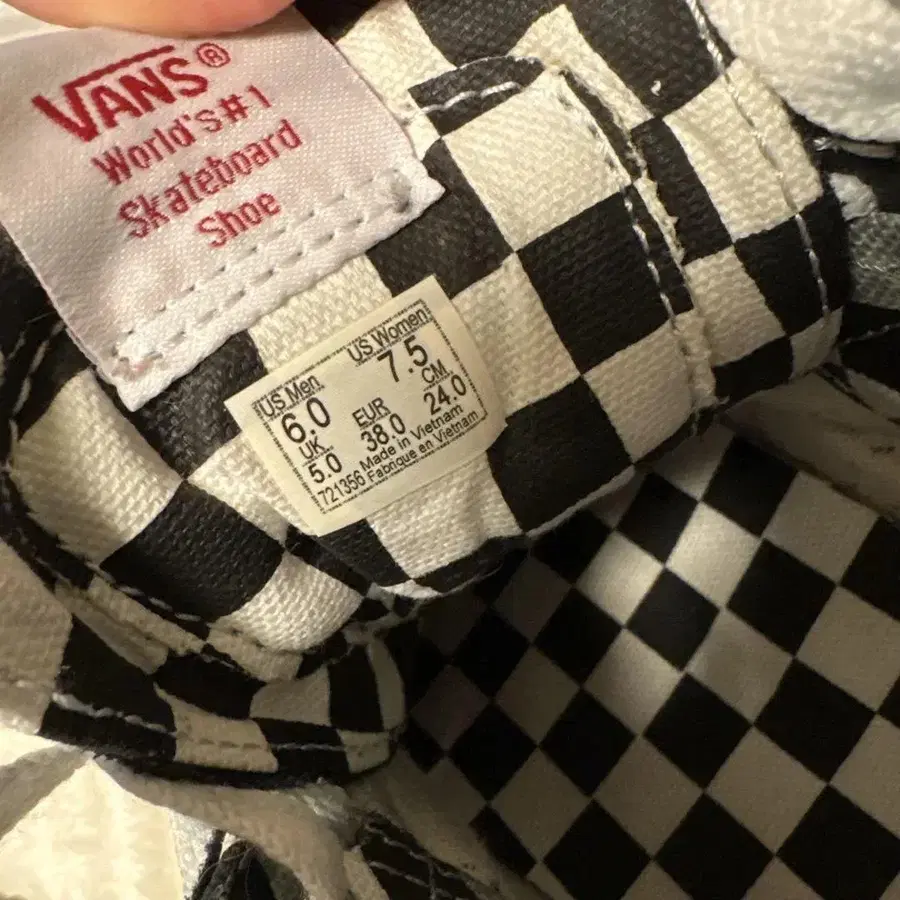 VANS®
World's #1
Skateboard
Shoe
US Men US Women
6.0 7.5
UK EUR CM
5.0 38.0 24.0
721356 Made in Vietnam
Fabrique en Vietnam